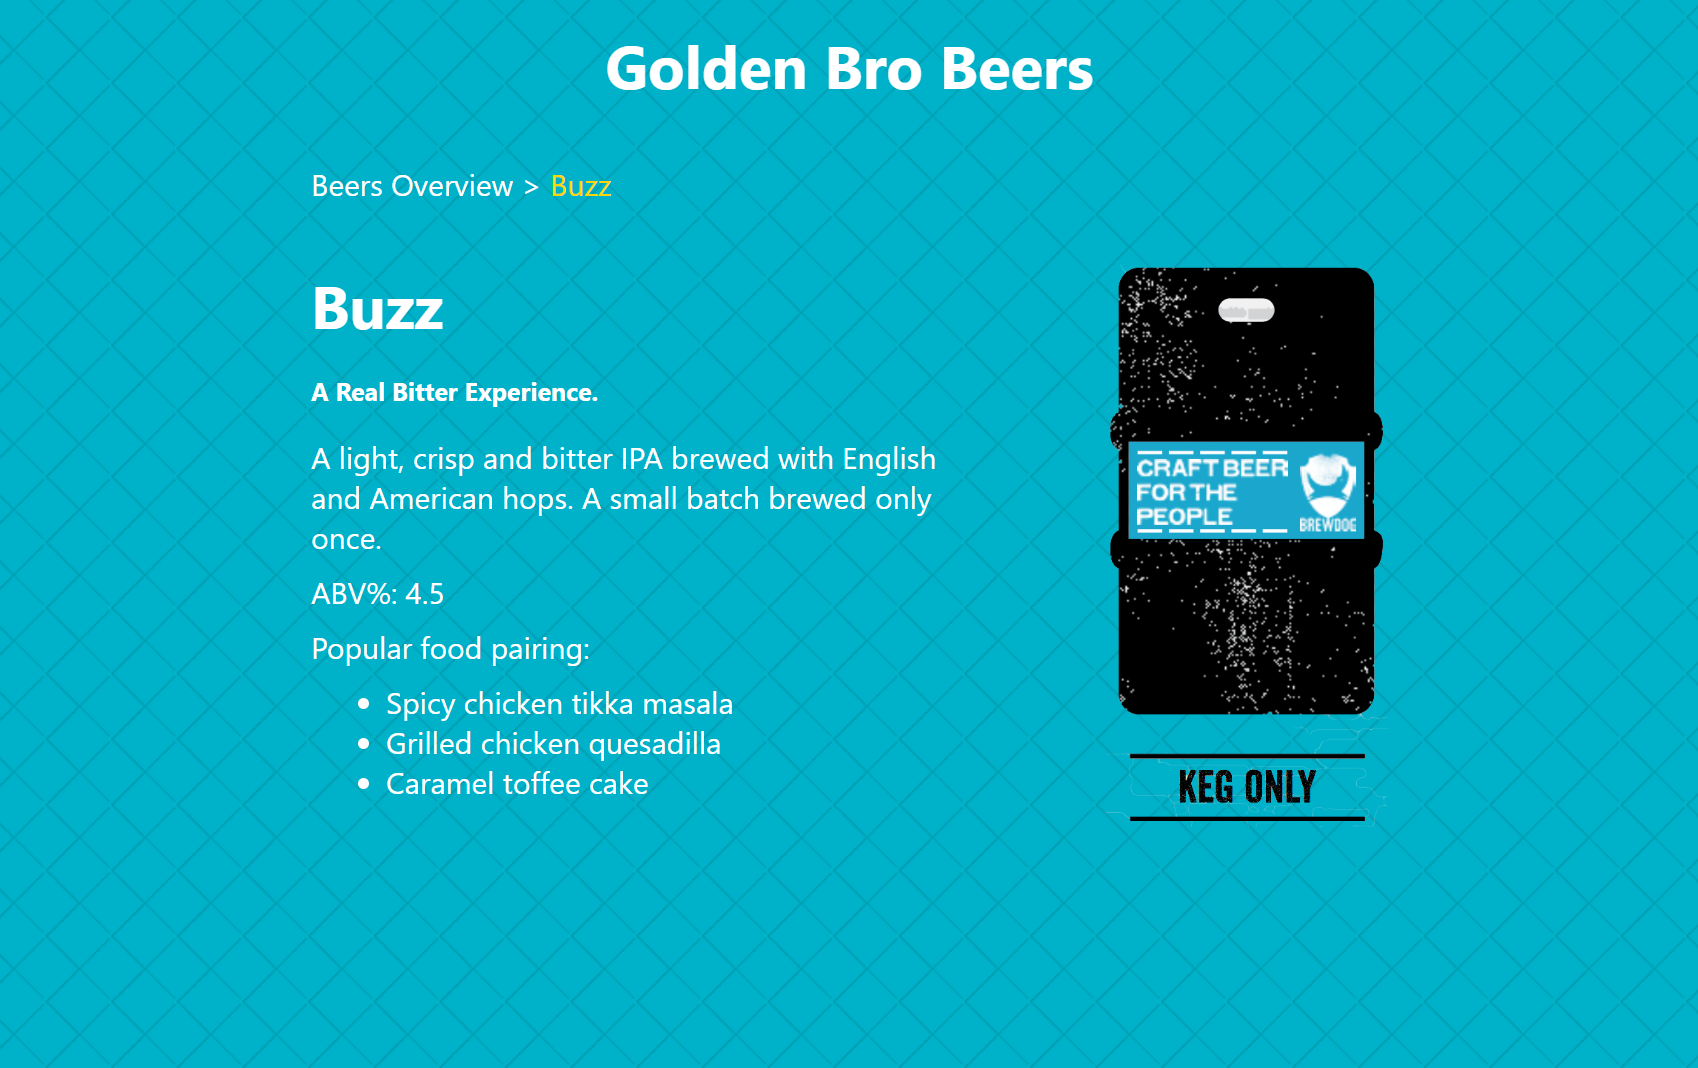 Golden Bro Beers
Beers Overview > Buzz
Buzz
A Real Bitter Experience.
A light, crisp and bitter IPA brewed with English
and American hops. A small batch brewed only
once.
ABV%: 4.5
Popular food pairing:
• Spicy chicken tikka masala
• Grilled chicken quesadilla
• Caramel toffee cake
CRAFT BEER
FOR THE
PEOPLE
BREWDOG
KEG ONLY